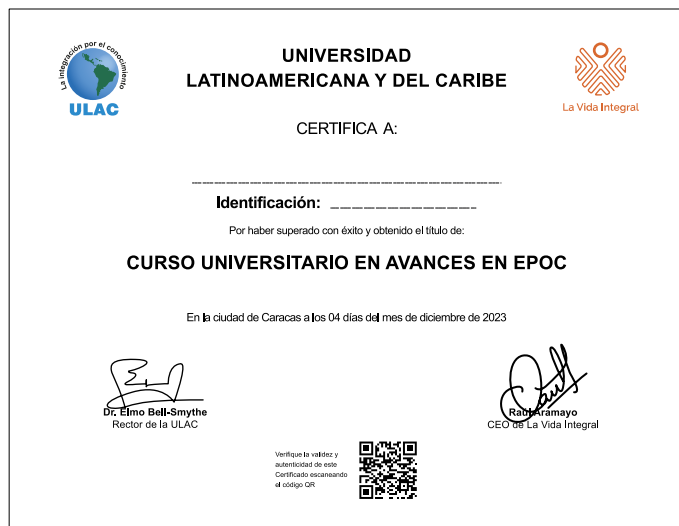 La integración por el conocimiento
ULAC
UNIVERSIDAD
LATINOAMERICANA Y DEL CARIBE
La Vida Integral
CERTIFICA A:
Identificación:
Por haber superado con éxito y obtenido el título de:
CURSO UNIVERSITARIO EN AVANCES EN EPOC
En la ciudad de Caracas a los 04 días del mes de diciembre de 2023
Dr. Elmo Bell-Smythe
Rector de la ULAC
Raúl Aramayo
CEO de La Vida Integral
Verifique la validez y
autenticidad de este
Certificado escaneando
el código QR